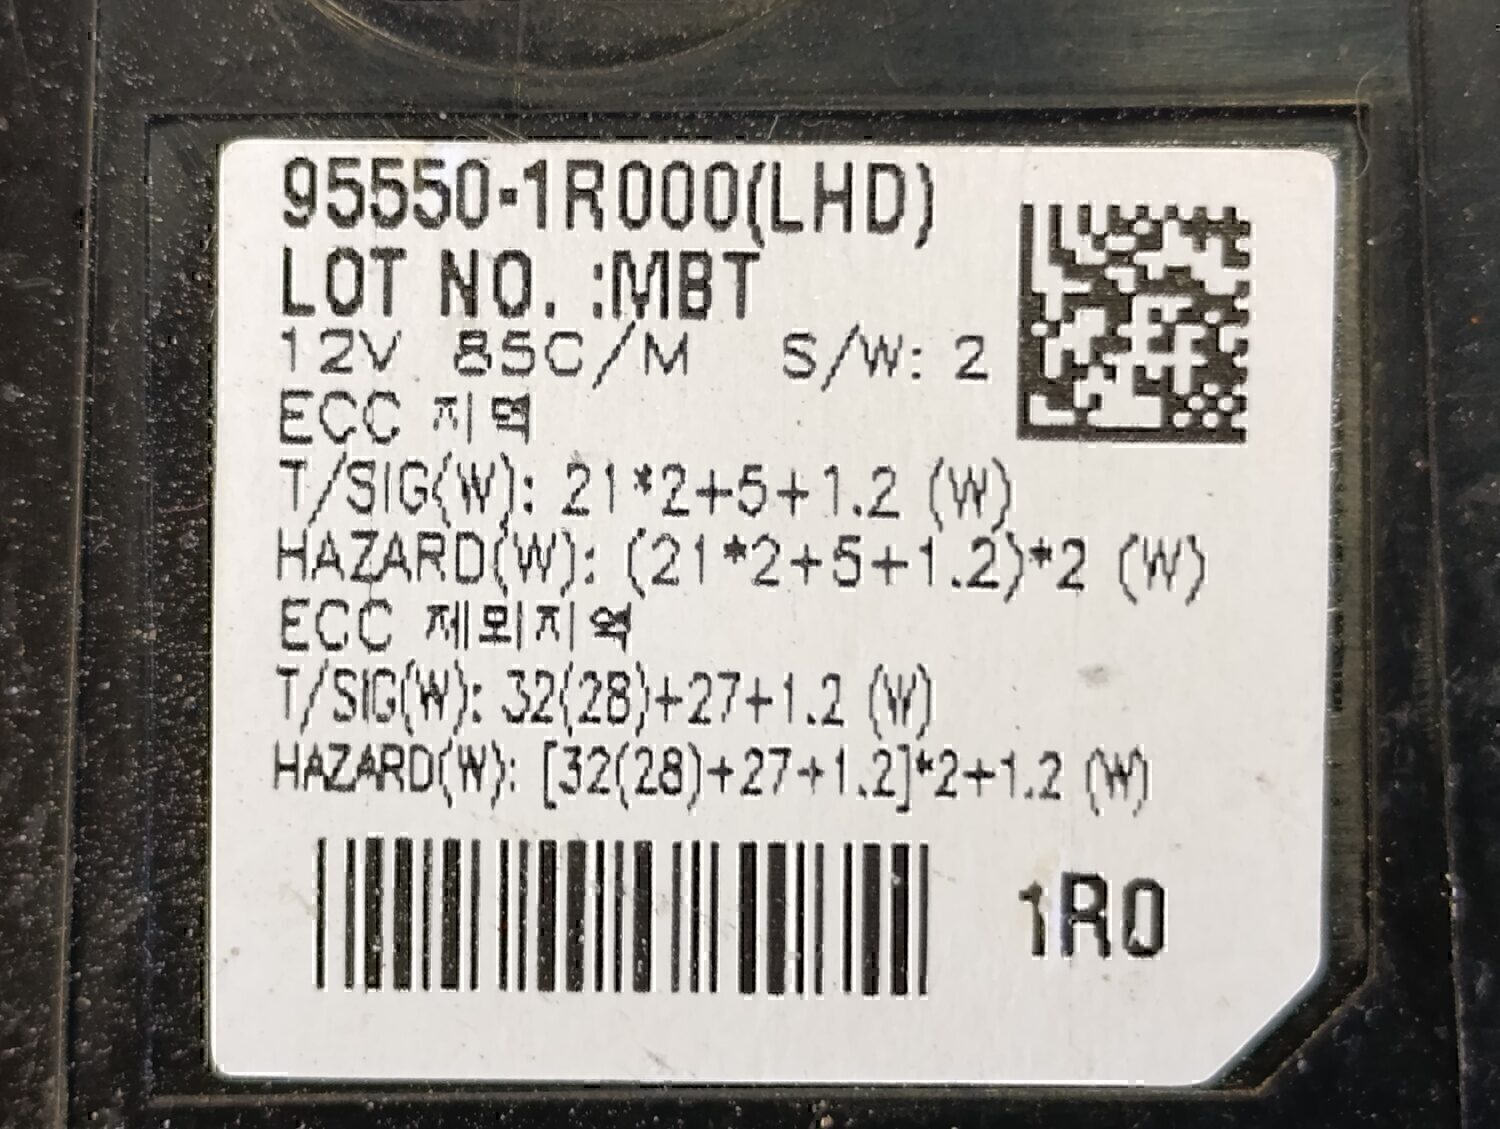 95550-1R000(LHD)
LOT NO. :MBT
12V 85C/M S/W: 2
ECC 지역
T/SIG(W): 21*2+5+1.2 (W)
HAZARD(W): (21*2+5+1.2)*2 (W)
ECC 제외지역
T/SIG(W): 32(28)+27+1.2 (W)
HAZARD(W): [32(28)+27+1.2]*2+1.2 (W)
1R0